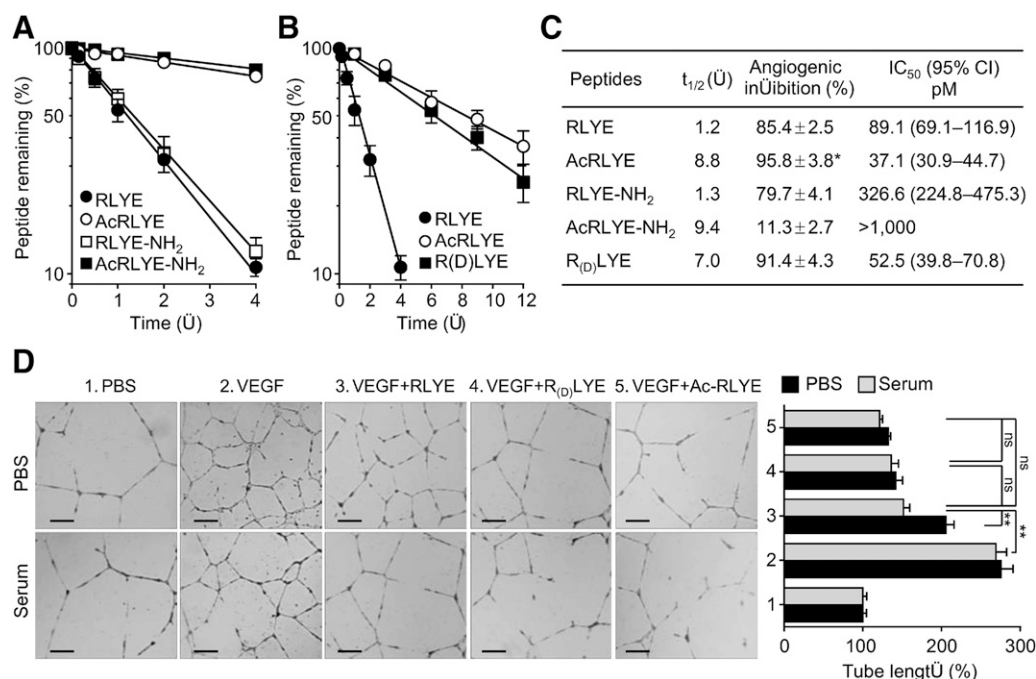 A
100
50
10
Peptide remaining (%)
RLYE
AcRLYE
RLYE-NH2
AcRLYE-NH2
0 1 2 3 4
Time (Ü)
B
100
50
10
Peptide remaining (%)
RLYE
AcRLYE
R(D)LYE
0 2 4 6 8 10 12
Time (Ü)
C
Peptides t1/2 (Ü) Angiogenic inÜibition (%) IC50 (95% CI) pM
RLYE 1.2 85.4±2.5 89.1 (69.1–116.9)
AcRLYE 8.8 95.8±3.8* 37.1 (30.9–44.7)
RLYE-NH2 1.3 79.7±4.1 326.6 (224.8–475.3)
AcRLYE-NH2 9.4 11.3±2.7 >1,000
R(D)LYE 7.0 91.4±4.3 52.5 (39.8–70.8)
D
1. PBS 2. VEGF 3. VEGF+RLYE 4. VEGF+R(D)LYE 5. VEGF+Ac-RLYE
PBS
Serum
PBS Serum
5
4
3
2
1
ns
ns
ns
**
**
0 100 200 300
Tube lengtÜ (%)